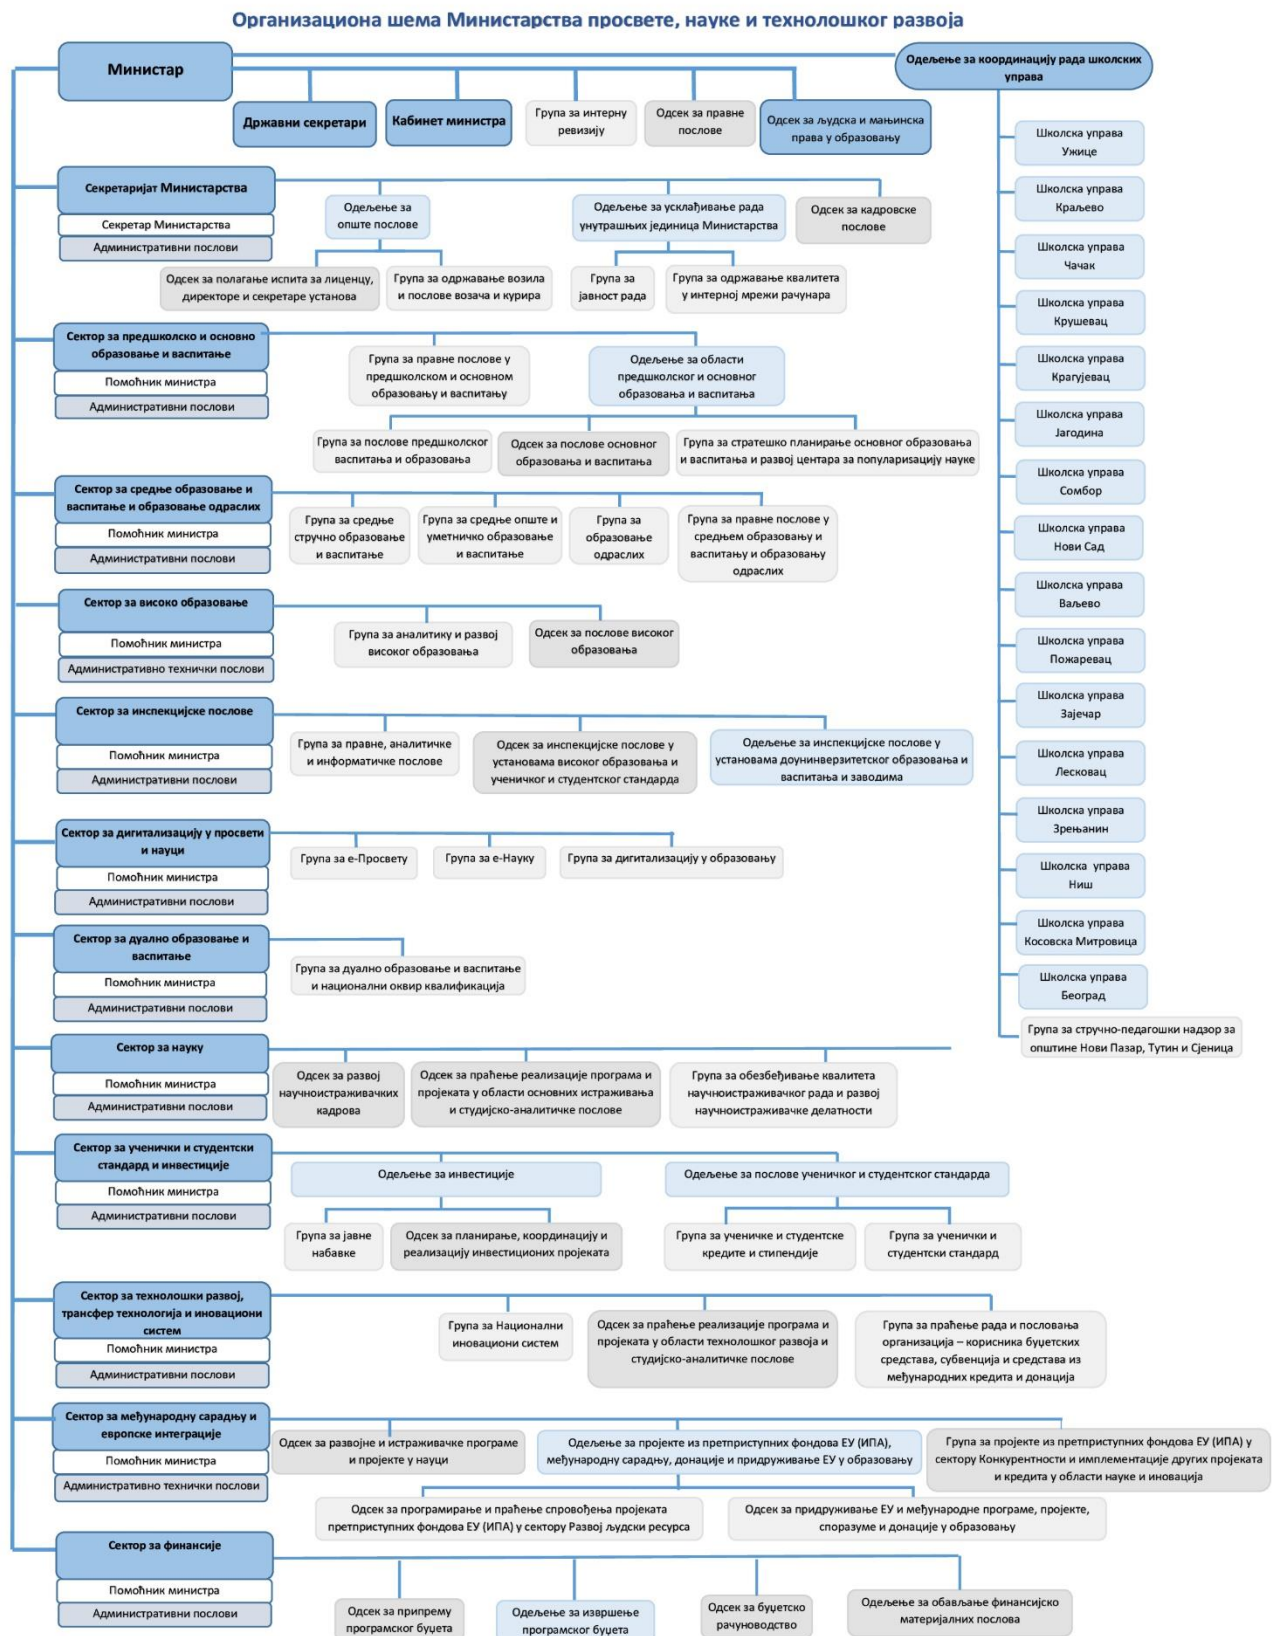 Организациона шема Министарства просвете, науке и технолошког развоја
Министар
Одељење за координацију рада школских
управа
Државни секретари
Кабинет министра
Група за интерну
ревизију
Одсек за правне
послове
Одсек за људска и мањинска
права у образовању
Секретаријат Министарства
Секретар Министарства
Административни послови
Одељење за
опште послове
Одељење за усклађивање рада
унутрашњих јединица Министарства
Одсек за кадровске
послове
Одсек за полагање испита за лиценцу,
директоре и секретаре установа
Група за одржавање возила
и послове возача и курира
Група за
јавност рада
Група за одржавање квалитета
у интерној мрежи рачунара
Сектор за предшколско и основно
образовање и васпитање
Помоћник министра
Административни послови
Група за правне послове у
предшколском и основном
образовању и васпитању
Одељење за области
предшколског и основног
образовања и васпитања
Група за послове предшколског
васпитања и образовања
Одсек за послове основног
образовања и васпитања
Група за стратешко планирање основног образовања
и васпитања и развој центара за популаризацију науке
Сектор за средње образовање и
васпитање и образовање одраслих
Помоћник министра
Административни послови
Група за средње
стручно образовање
и васпитање
Група за средње опште и
уметничко образовање
и васпитање
Група за
образовање
одраслих
Група за правне послове у
средњем образовању и
васпитању и образовању
одраслих
Сектор за високо образовање
Помоћник министра
Административно технички послови
Група за аналитику и развој
високог образовања
Одсек за послове високог
образовања
Сектор за инспекцијске послове
Помоћник министра
Административни послови
Група за правне, аналитичке
и информатичке послове
Одсек за инспекцијске послове у
установама високог образовања и
ученичког и студентског стандарда
Одељење за инспекцијске послове у
установама доунинверзитетског образовања и
васпитања и заводима
Сектор за дигитализацију у просвети
и науци
Помоћник министра
Административни послови
Група за е-Просвету
Група за е-Науку
Група за дигитализацију у образовању
Сектор за дуално образовање и
васпитање
Помоћник министра
Административни послови
Група за дуално образовање и васпитање
и национални оквир квалификација
Сектор за науку
Помоћник министра
Административни послови
Одсек за развој
научноистраживачких
кадрова
Одсек за праћење реализације програма и
пројеката у области основних истраживања
и студијско-аналитичке послове
Група за обезбеђивање квалитета
научноистраживачког рада и развој
научноистраживачке делатности
Сектор за ученички и студентски
стандард и инвестиције
Помоћник министра
Административни послови
Одељење за инвестиције
Одељење за послове ученичког и студентског стандарда
Група за јавне
набавке
Одсек за планирање, координацију и
реализацију инвестиционих пројеката
Група за ученичке и студентске
кредите и стипендије
Група за ученички и
студентски стандард
Сектор за технолошки развој,
трансфер технологија и иновациони
систем
Помоћник министра
Административни послови
Група за Национални
иновациони систем
Одсек за праћење реализације програма и
пројеката у области технолошког развоја и
студијско-аналитичке послове
Група за праћење рада и пословања
организација – корисника буџетских
средстава, субвенција и средстава из
међународних кредита и донација
Сектор за међународну сарадњу и
европске интеграције
Помоћник министра
Административно технички послови
Одсек за развојне и истраживачке програме
и пројекте у науци
Одељење за пројекте из претприступних фондова ЕУ (ИПА),
међународну сарадњу, донације и придруживање ЕУ у образовању
Група за пројекте из претприступних фондова ЕУ (ИПА) у
сектору Конкурентности и имплементације других пројеката
и кредита у области науке и иновација
Одсек за програмирање и праћење спровођења пројеката
претприступних фондова ЕУ (ИПА) у сектору Развој људски ресурса
Одсек за придруживање ЕУ и међународне програме, пројекте,
споразуме и донације у образовању
Сектор за финансије
Помоћник министра
Административни послови
Одсек за припрему
програмског буџета
Одељење за извршење
програмског буџета
Одсек за буџетско
рачуноводство
Одељење за обављање финансијско
материјалних послова
Школска управа
Ужице
Школска управа
Краљево
Школска управа
Чачак
Школска управа
Крушевац
Школска управа
Крагујевац
Школска управа
Јагодина
Школска управа
Сомбор
Школска управа
Нови Сад
Школска управа
Ваљево
Школска управа
Пожаревац
Школска управа
Зајечар
Школска управа
Лесковац
Школска управа
Зрењанин
Школска управа
Ниш
Школска управа
Косовска Митровица
Школска управа
Београд
Група за стручно-педагошки надзор за
општине Нови Пазар, Тутин и Сјеница